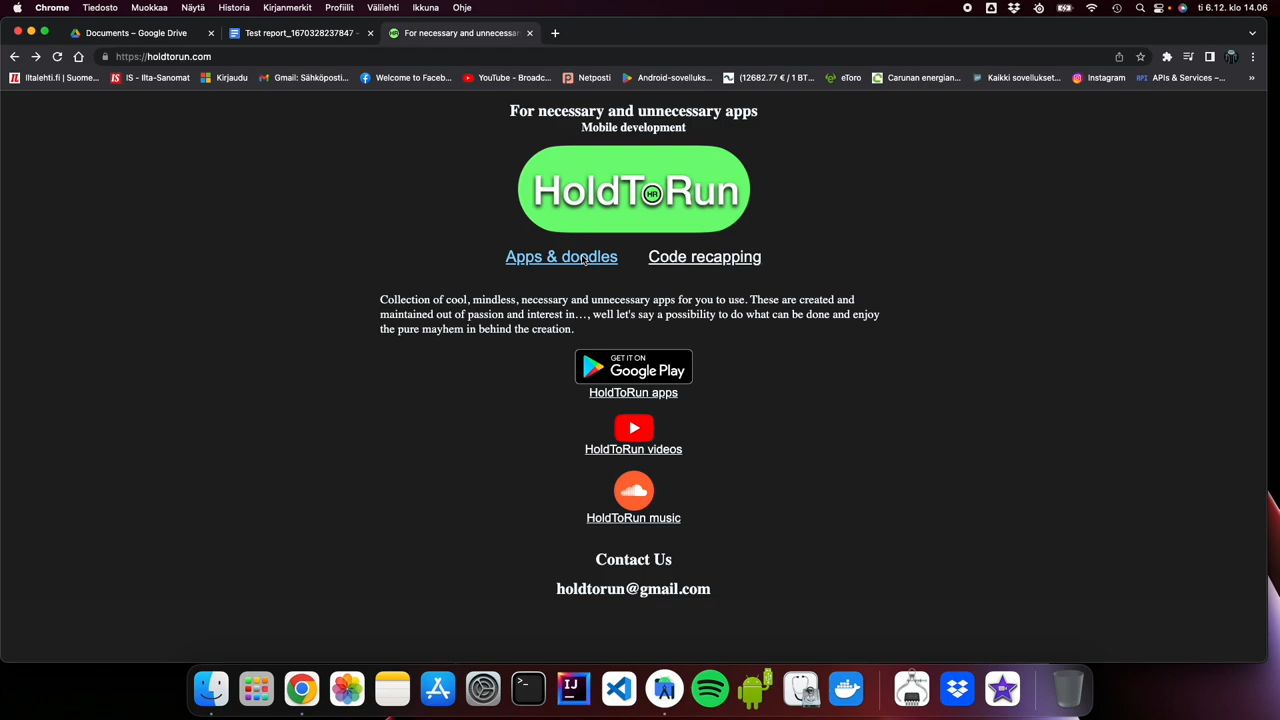 Chrome Tiedosto Muokkaa Näytä Historia Kirjanmerkit Profiilit Välilehti Ikkuna Ohje ti 6.12. klo 14.06
Documents – Google Drive Test report_1670328237847 - For necessary and unnecessar
https://holdtorun.com
Iltalehti.fi | Suome... IS - Ilta-Sanomat Kirjaudu Gmail: Sähköposti... Welcome to Faceb... YouTube - Broadc... Netposti Android-sovelluks... (12682.77 € / 1 BT... eToro Carunan energian... Kaikki sovellukset... Instagram API APIs & Services –... »
For necessary and unnecessary apps
Mobile development
HoldToRun
HR
Apps & doodles Code recapping
Collection of cool, mindless, necessary and unnecessary apps for you to use. These are created and
maintained out of passion and interest in…, well let's say a possibility to do what can be done and enjoy
the pure mayhem in behind the creation.
GET IT ON
Google Play
HoldToRun apps
HoldToRun videos
HoldToRun music
Contact Us
holdtorun@gmail.com